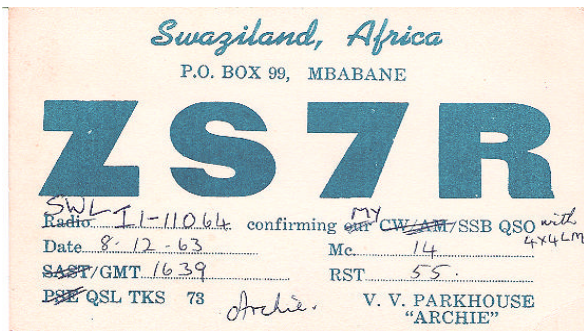 Swaziland, Africa
P.O. BOX 99, MBABANE
ZS7R
SWL
Radio I1-11064 confirming our MY CW/AM/SSB QSO with 4X4LM
Date 8-12-63 Mc. 14
SAST/GMT 1639 RST 55.
PSE QSL TKS 73 Archie. V. V. PARKHOUSE
"ARCHIE"